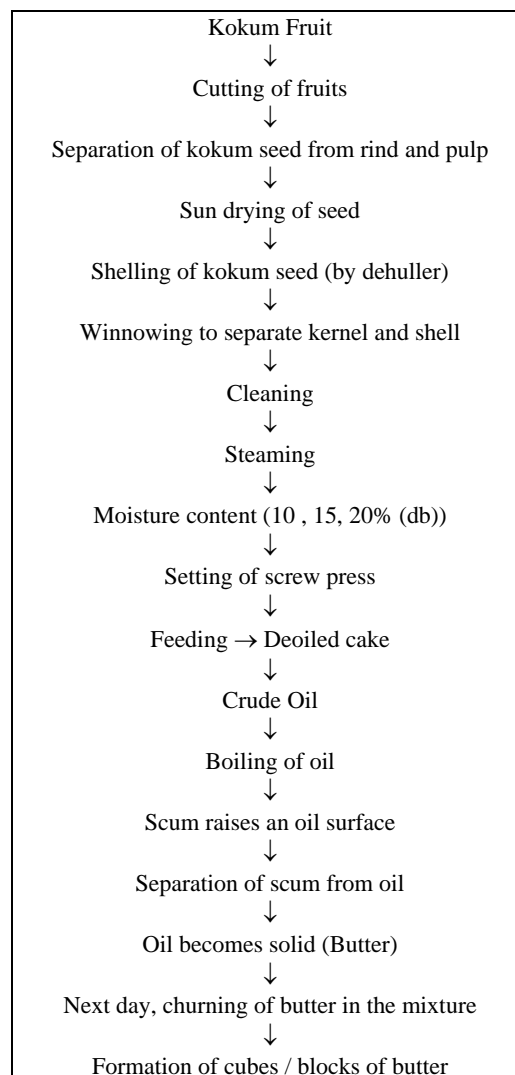 Kokum Fruit
↓
Cutting of fruits
↓
Separation of kokum seed from rind and pulp
↓
Sun drying of seed
↓
Shelling of kokum seed (by dehuller)
↓
Winnowing to separate kernel and shell
↓
Cleaning
↓
Steaming
↓
Moisture content (10 , 15, 20% (db))
↓
Setting of screw press
↓
Feeding → Deoiled cake
↓
Crude Oil
↓
Boiling of oil
↓
Scum raises an oil surface
↓
Separation of scum from oil
↓
Oil becomes solid (Butter)
↓
Next day, churning of butter in the mixture
↓
Formation of cubes / blocks of butter